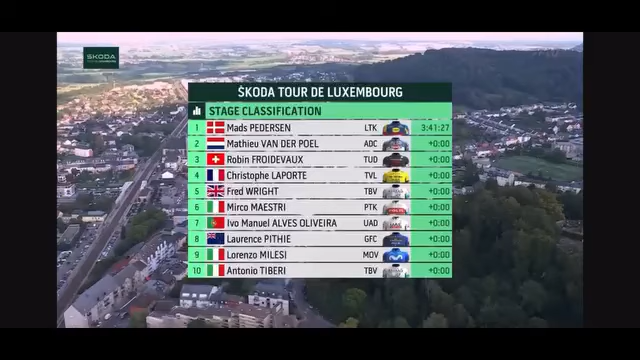 ŠKODA
ŠKODA TOUR DE LUXEMBOURG
STAGE CLASSIFICATION
1 Mads PEDERSEN LTK 3:41:27
2 Mathieu VAN DER POEL ADC +0:00
3 Robin FROIDEVAUX TUD +0:00
4 Christophe LAPORTE TVL +0:00
5 Fred WRIGHT TBV +0:00
6 Mirco MAESTRI PTK +0:00
7 Ivo Manuel ALVES OLIVEIRA UAD +0:00
8 Laurence PITHIE GFC +0:00
9 Lorenzo MILESI MOV +0:00
10 Antonio TIBERI TBV +0:00